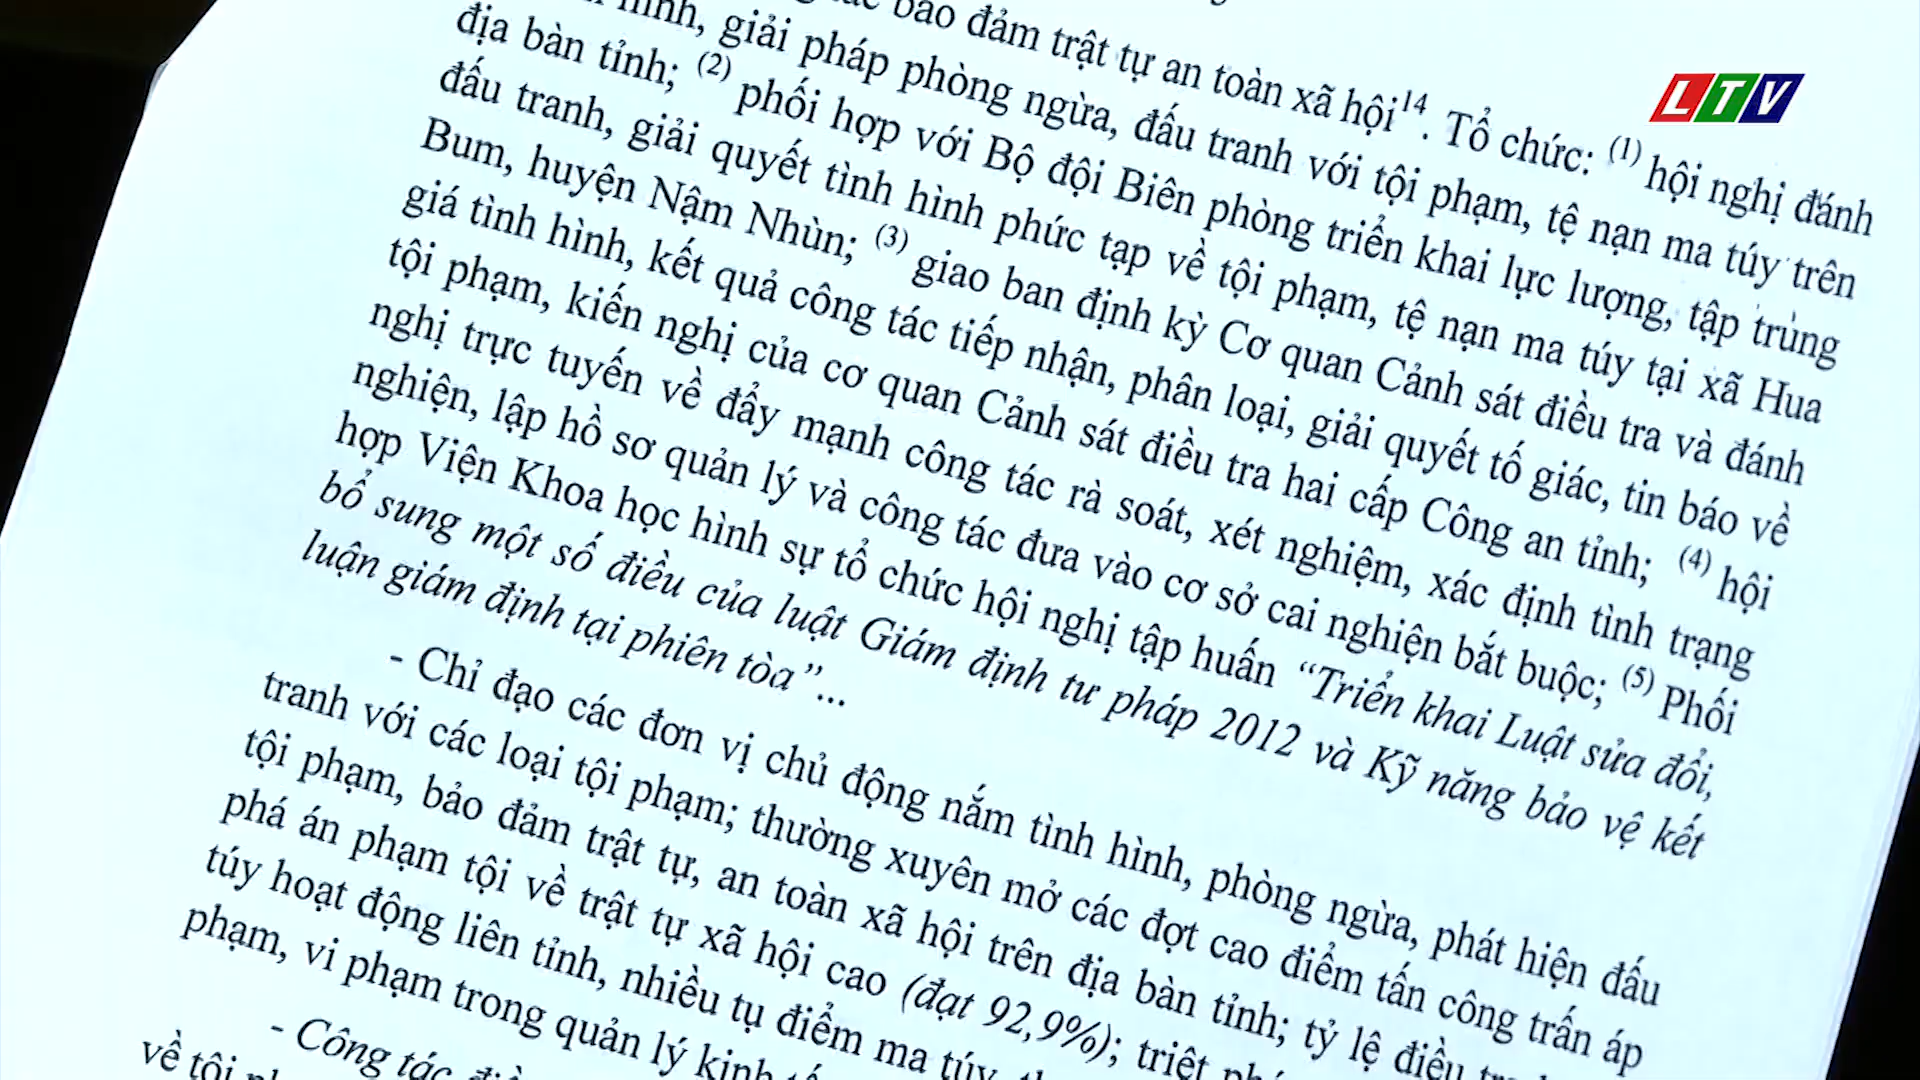 bảo đảm trật tự an toàn xã hội14. Tổ chức: (1) hội nghị đánh
LTV
hình, giải pháp phòng ngừa, đấu tranh với tội phạm, tệ nạn ma túy trên
địa bàn tỉnh; (2) phối hợp với Bộ đội Biên phòng triển khai lực lượng, tập trung
đấu tranh, giải quyết tình hình phức tạp về tội phạm, tệ nạn ma túy tại xã Hua
Bum, huyện Nậm Nhùn; (3) giao ban định kỳ Cơ quan Cảnh sát điều tra và đánh
giá tình hình, kết quả công tác tiếp nhận, phân loại, giải quyết tố giác, tin báo về
tội phạm, kiến nghị của cơ quan Cảnh sát điều tra hai cấp Công an tỉnh; (4) hội
nghị trực tuyến về đẩy mạnh công tác rà soát, xét nghiệm, xác định tình trạng
nghiện, lập hồ sơ quản lý và công tác đưa vào cơ sở cai nghiện bắt buộc; (5) Phối
hợp Viện Khoa học hình sự tổ chức hội nghị tập huấn “Triển khai Luật sửa đổi,
bổ sung một số điều của luật Giám định tư pháp 2012 và Kỹ năng bảo vệ kết
luận giám định tại phiên tòa”...
- Chỉ đạo các đơn vị chủ động nắm tình hình, phòng ngừa, phát hiện đấu
tranh với các loại tội phạm; thường xuyên mở các đợt cao điểm tấn công trấn áp
tội phạm, bảo đảm trật tự, an toàn xã hội trên địa bàn tỉnh; tỷ lệ điều
phá án phạm tội về trật tự xã hội cao (đạt 92,9%); triệt
túy hoạt động liên tỉnh, nhiều tụ điểm ma túy,
phạm, vi phạm trong quản lý kinh
- Công tác
về tội